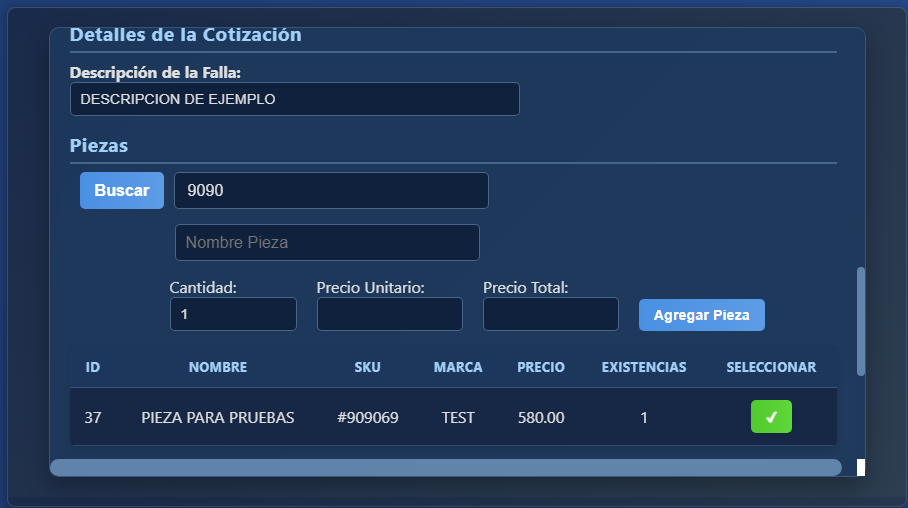 Detalles de la Cotización
Descripción de la Falla:
DESCRIPCION DE EJEMPLO
Piezas
Buscar 9090
Nombre Pieza
Cantidad: Precio Unitario: Precio Total:
1 Agregar Pieza
ID NOMBRE SKU MARCA PRECIO EXISTENCIAS SELECCIONAR
37 PIEZA PARA PRUEBAS #909069 TEST 580.00 1 ✓